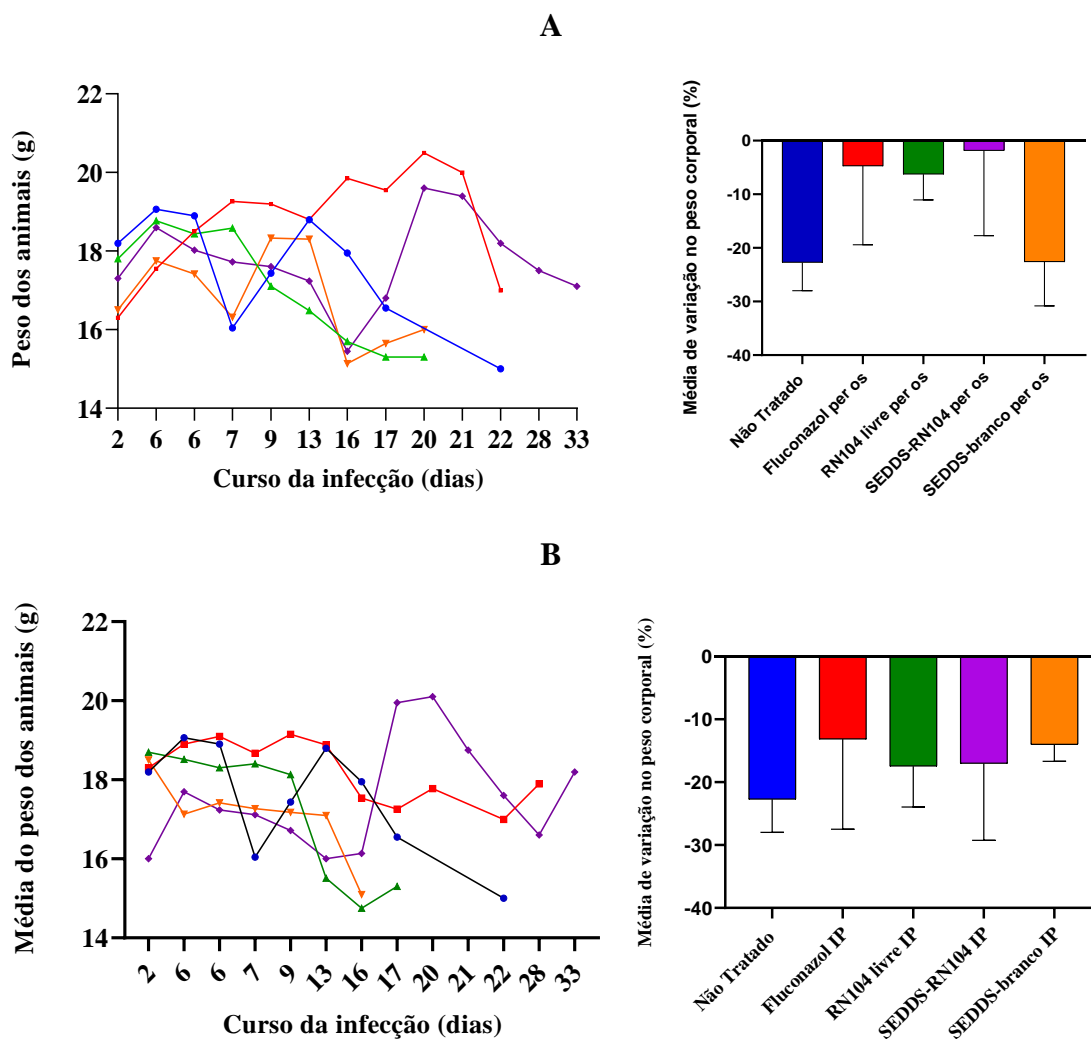 A
Peso dos animais (g)
22
20
18
16
14
2 6 6 7 9 13 16 17 20 21 22 28 33
Curso da infecção (dias)
Média de variação no peso corporal (%)
0
-10
-20
-30
-40
Não Tratado
Fluconazol per os
RN104 livre per os
SEDDS-RN104 per os
SEDDS-branco per os
B
Média do peso dos animais (g)
22
20
18
16
14
2 6 6 7 9 13 16 17 20 21 22 28 33
Curso da infecção (dias)
Média de variação no peso corporal (%)
0
-10
-20
-30
-40
Não Tratado
Fluconazol IP
RN104 livre IP
SEDDS-RN104 IP
SEDDS-branco IP